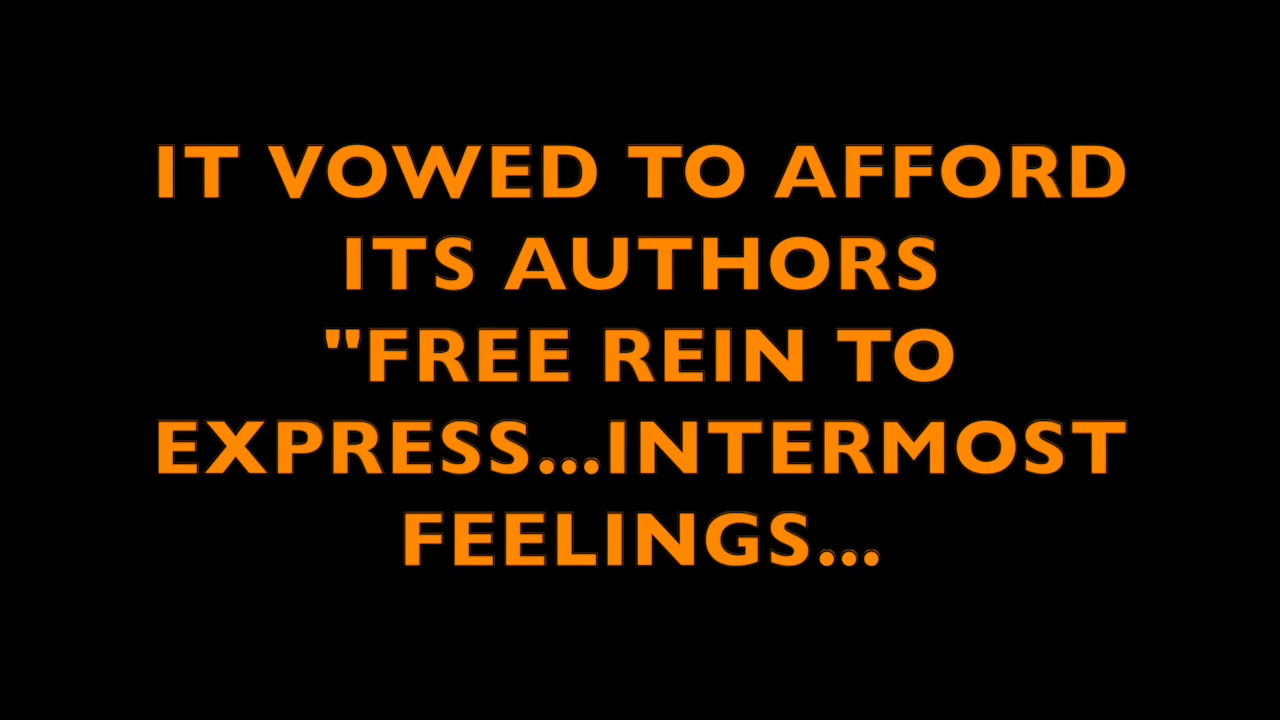 IT VOWED TO AFFORD
ITS AUTHORS
"FREE REIN TO
EXPRESS...INTERMOST
FEELINGS...